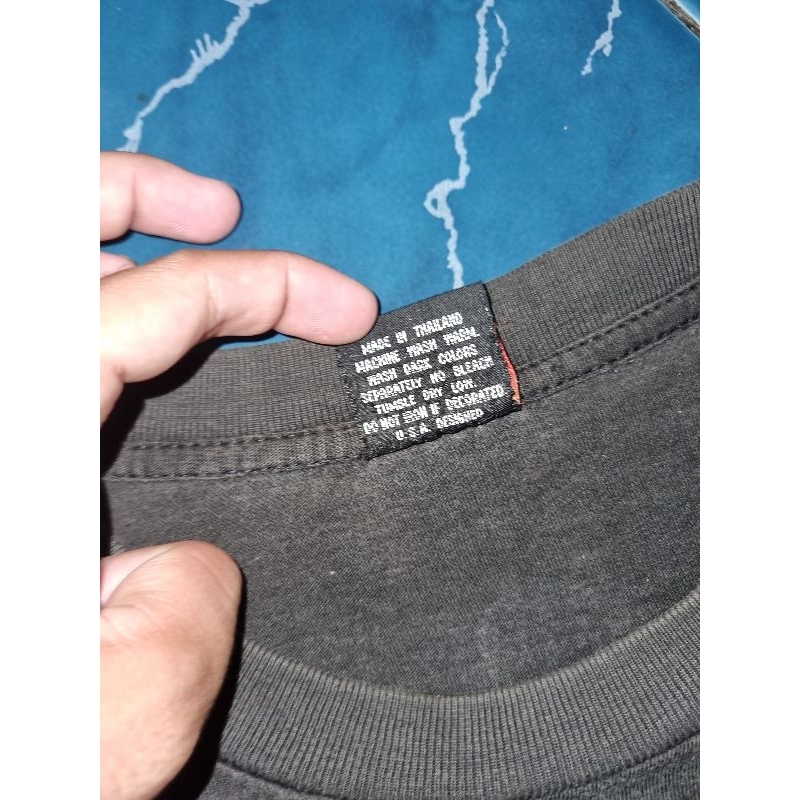 MADE IN THAILAND
MACHINE WASH WARM.
WASH DARK COLORS
SEPARATELY NO BLEACH
TUMBLE DRY LOW.
DO NOT IRON IF DECORATED
U.S.A. DESIGNED